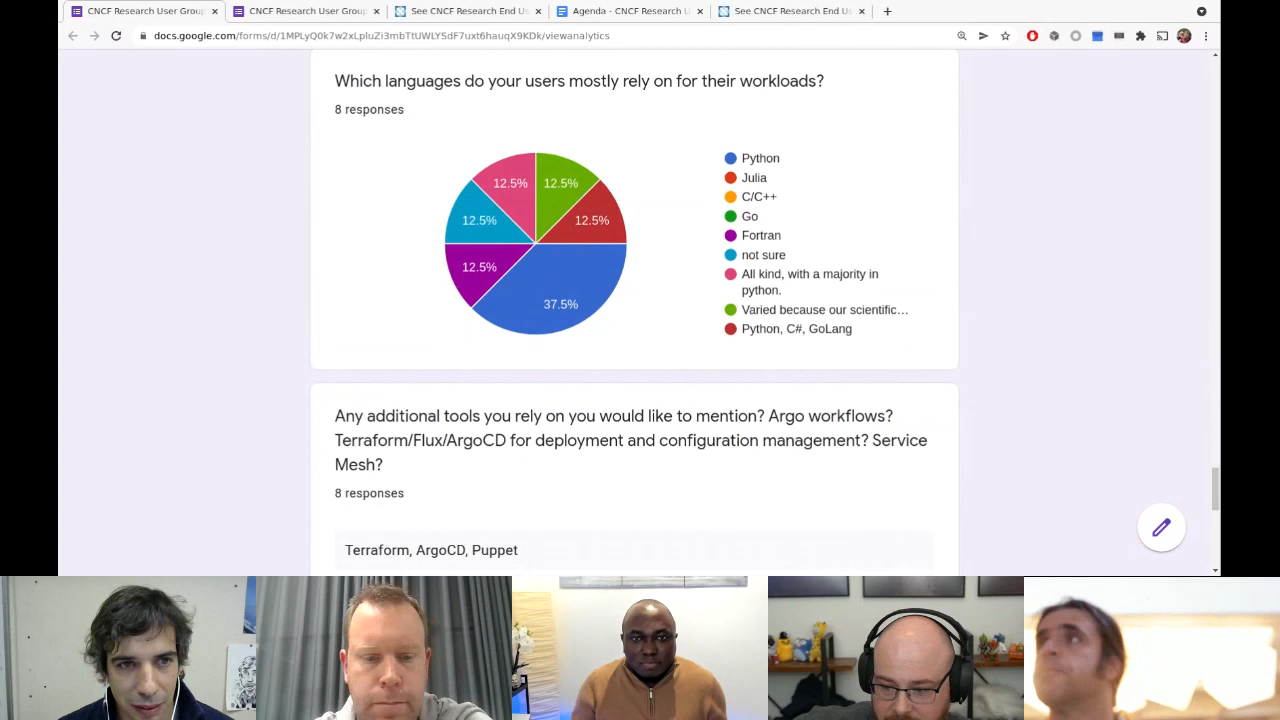 CNCF Research User Group
CNCF Research User Group
See CNCF Research End Us
Agenda - CNCF Research U
See CNCF Research End Us
docs.google.com/forms/d/1MPLyQ0k7w2xLpluZi3mbTtUWLYSdF7uxt6hauqX9KDk/viewanalytics
Which languages do your users mostly rely on for their workloads?
8 responses
12.5%
12.5%
12.5%
12.5%
12.5%
37.5%
Python
Julia
C/C++
Go
Fortran
not sure
All kind, with a majority in
python.
Varied because our scientific…
Python, C#, GoLang
Any additional tools you rely on you would like to mention? Argo workflows?
Terraform/Flux/ArgoCD for deployment and configuration management? Service
Mesh?
8 responses
Terraform, ArgoCD, Puppet